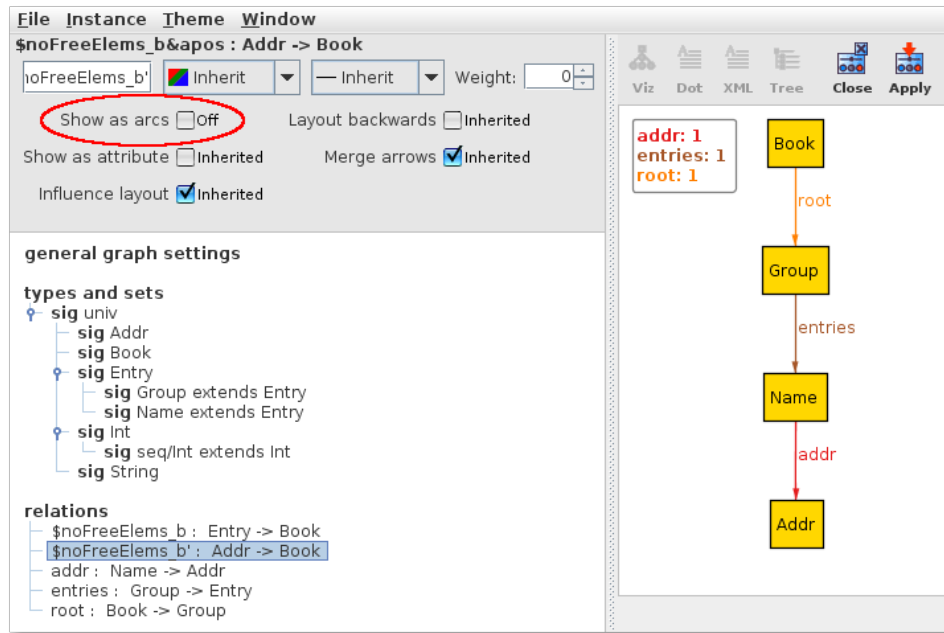 File Instance Theme Window
$noFreeElems_b&apos : Addr -> Book
noFreeElems_b' Inherit Inherit Weight: 0
Show as arcs Off Layout backwards Inherited
Show as attribute Inherited Merge arrows Inherited
Influence layout Inherited
general graph settings
types and sets
sig univ
sig Addr
sig Book
sig Entry
sig Group extends Entry
sig Name extends Entry
sig Int
sig seq/Int extends Int
sig String
relations
$noFreeElems_b : Entry -> Book
$noFreeElems_b' : Addr -> Book
addr : Name -> Addr
entries : Group -> Entry
root : Book -> Group
Viz Dot XML Tree Close Apply
addr: 1
entries: 1
root: 1
Book
root
Group
entries
Name
addr
Addr